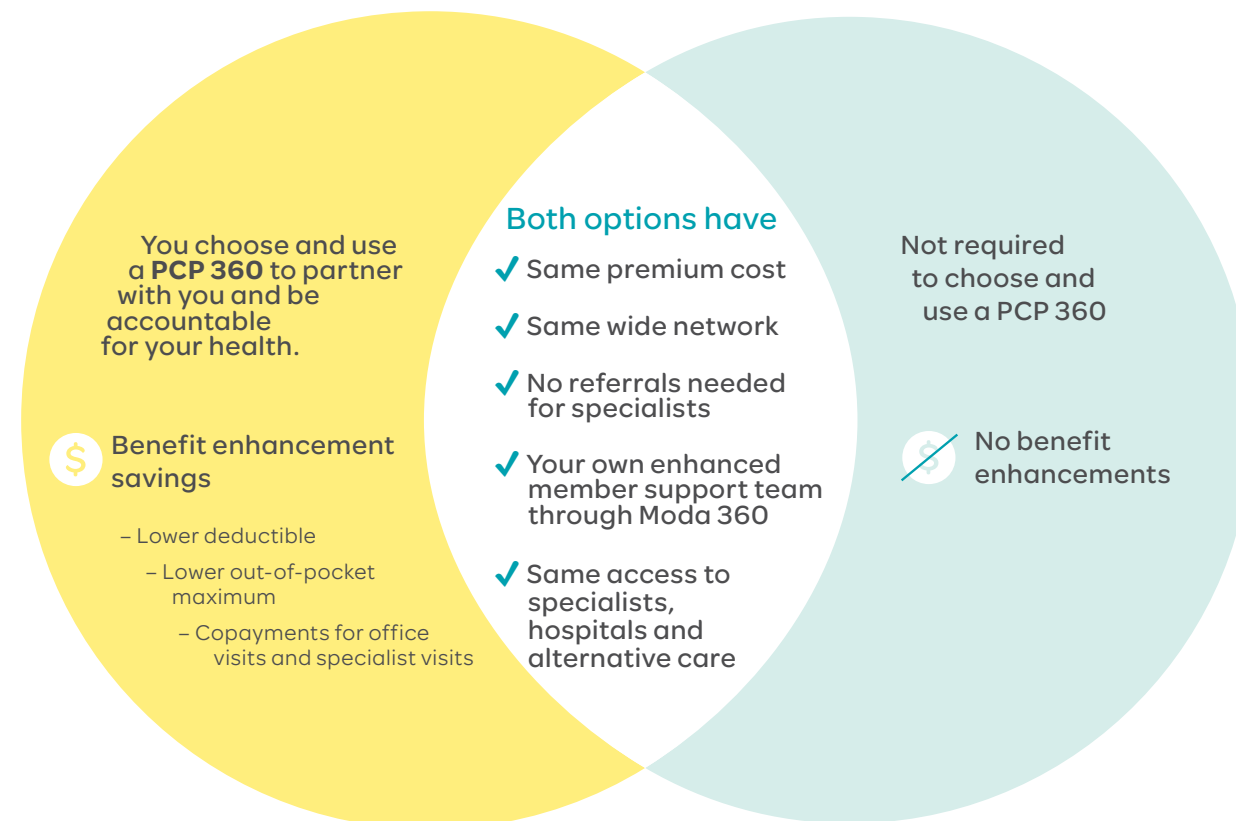 You choose and use
a PCP 360 to partner
with you and be
accountable
for your health.
$
Benefit enhancement
savings
– Lower deductible
– Lower out-of-pocket
maximum
– Copayments for office
visits and specialist visits
Both options have
Same premium cost
Same wide network
No referrals needed
for specialists
Your own enhanced
member support team
through Moda 360
Same access to
specialists,
hospitals and
alternative care
Not required
to choose and
use a PCP 360
$
No benefit
enhancements